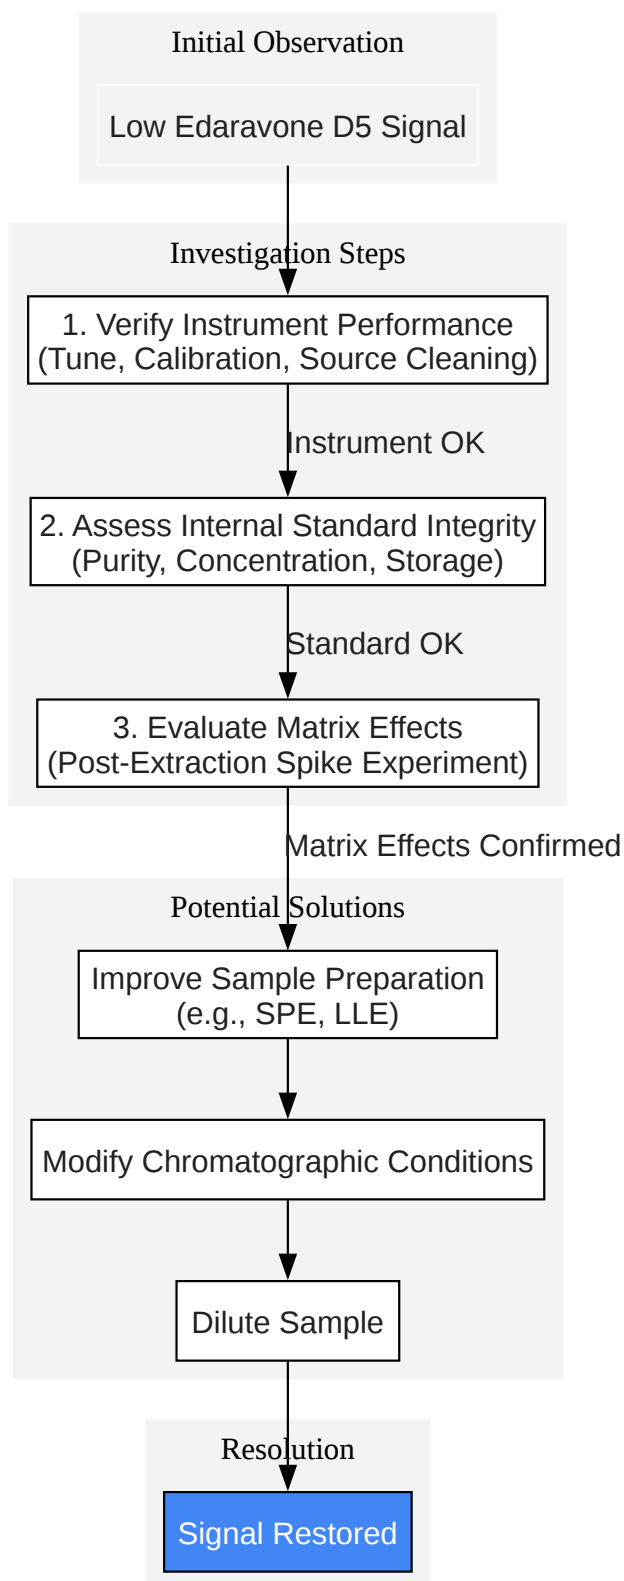 Initial Observation
Low Edaravone D5 Signal
Investigation Steps
1. Verify Instrument Performance
(Tune, Calibration, Source Cleaning)
Instrument OK
2. Assess Internal Standard Integrity
(Purity, Concentration, Storage)
Standard OK
3. Evaluate Matrix Effects
(Post-Extraction Spike Experiment)
Matrix Effects Confirmed
Potential Solutions
Improve Sample Preparation
(e.g., SPE, LLE)
Modify Chromatographic Conditions
Dilute Sample
Resolution
Signal Restored